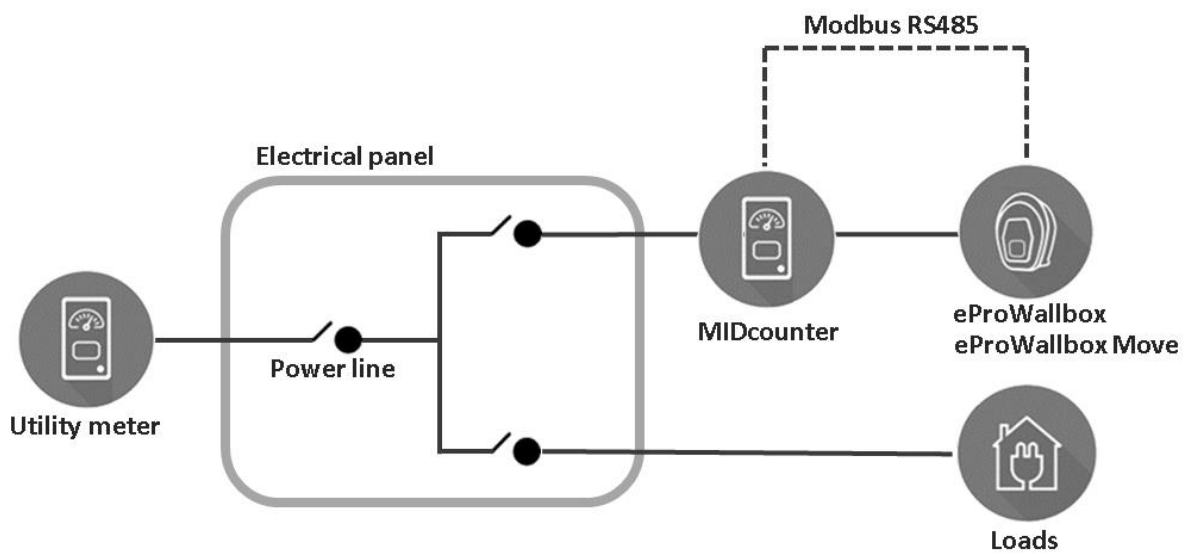 Modbus RS485
Electrical panel
MIDcounter
eProWallbox
eProWallbox Move
Power line
Utility meter
Loads